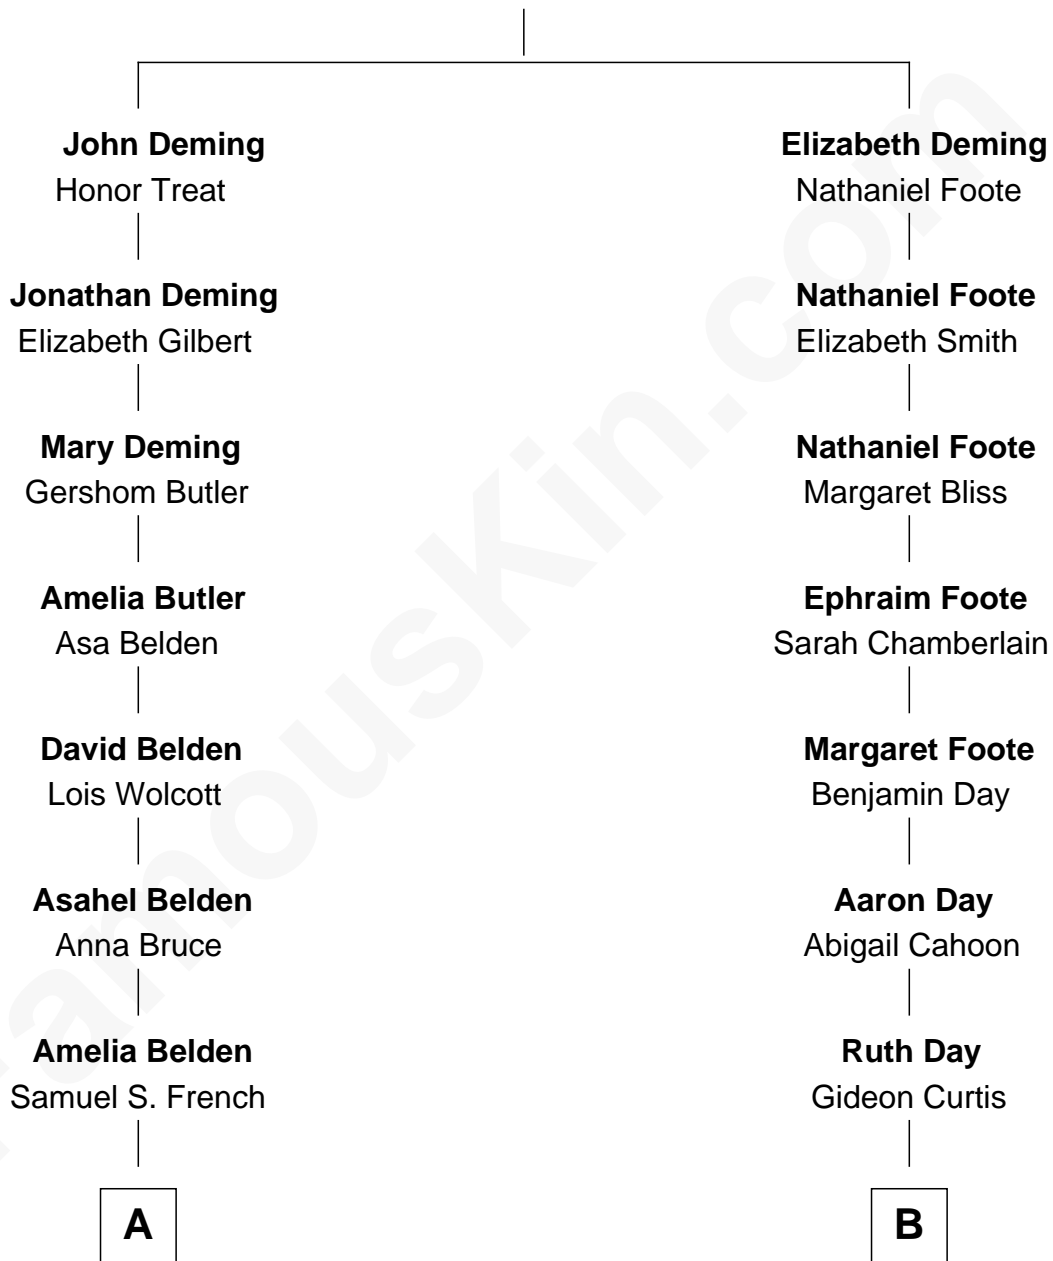 John Deming
Honor Treat
Jonathan Deming
Elizabeth Gilbert
Mary Deming
Gershom Butler
Amelia Butler
Asa Belden
David Belden
Lois Wolcott
Asahel Belden
Anna Bruce
Amelia Belden
Samuel S. French
A
Elizabeth Deming
Nathaniel Foote
Nathaniel Foote
Elizabeth Smith
Nathaniel Foote
Margaret Bliss
Ephraim Foote
Sarah Chamberlain
Margaret Foote
Benjamin Day
Aaron Day
Abigail Cahoon
Ruth Day
Gideon Curtis
B
FamousKin.com